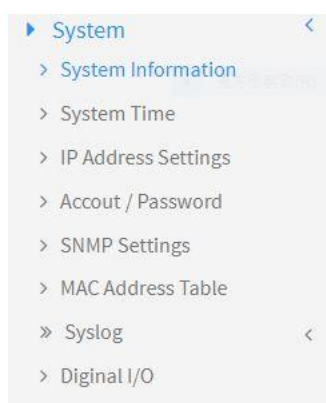 System
System Information
System Time
IP Address Settings
Accout / Password
SNMP Settings
MAC Address Table
Syslog
Diginal I/O